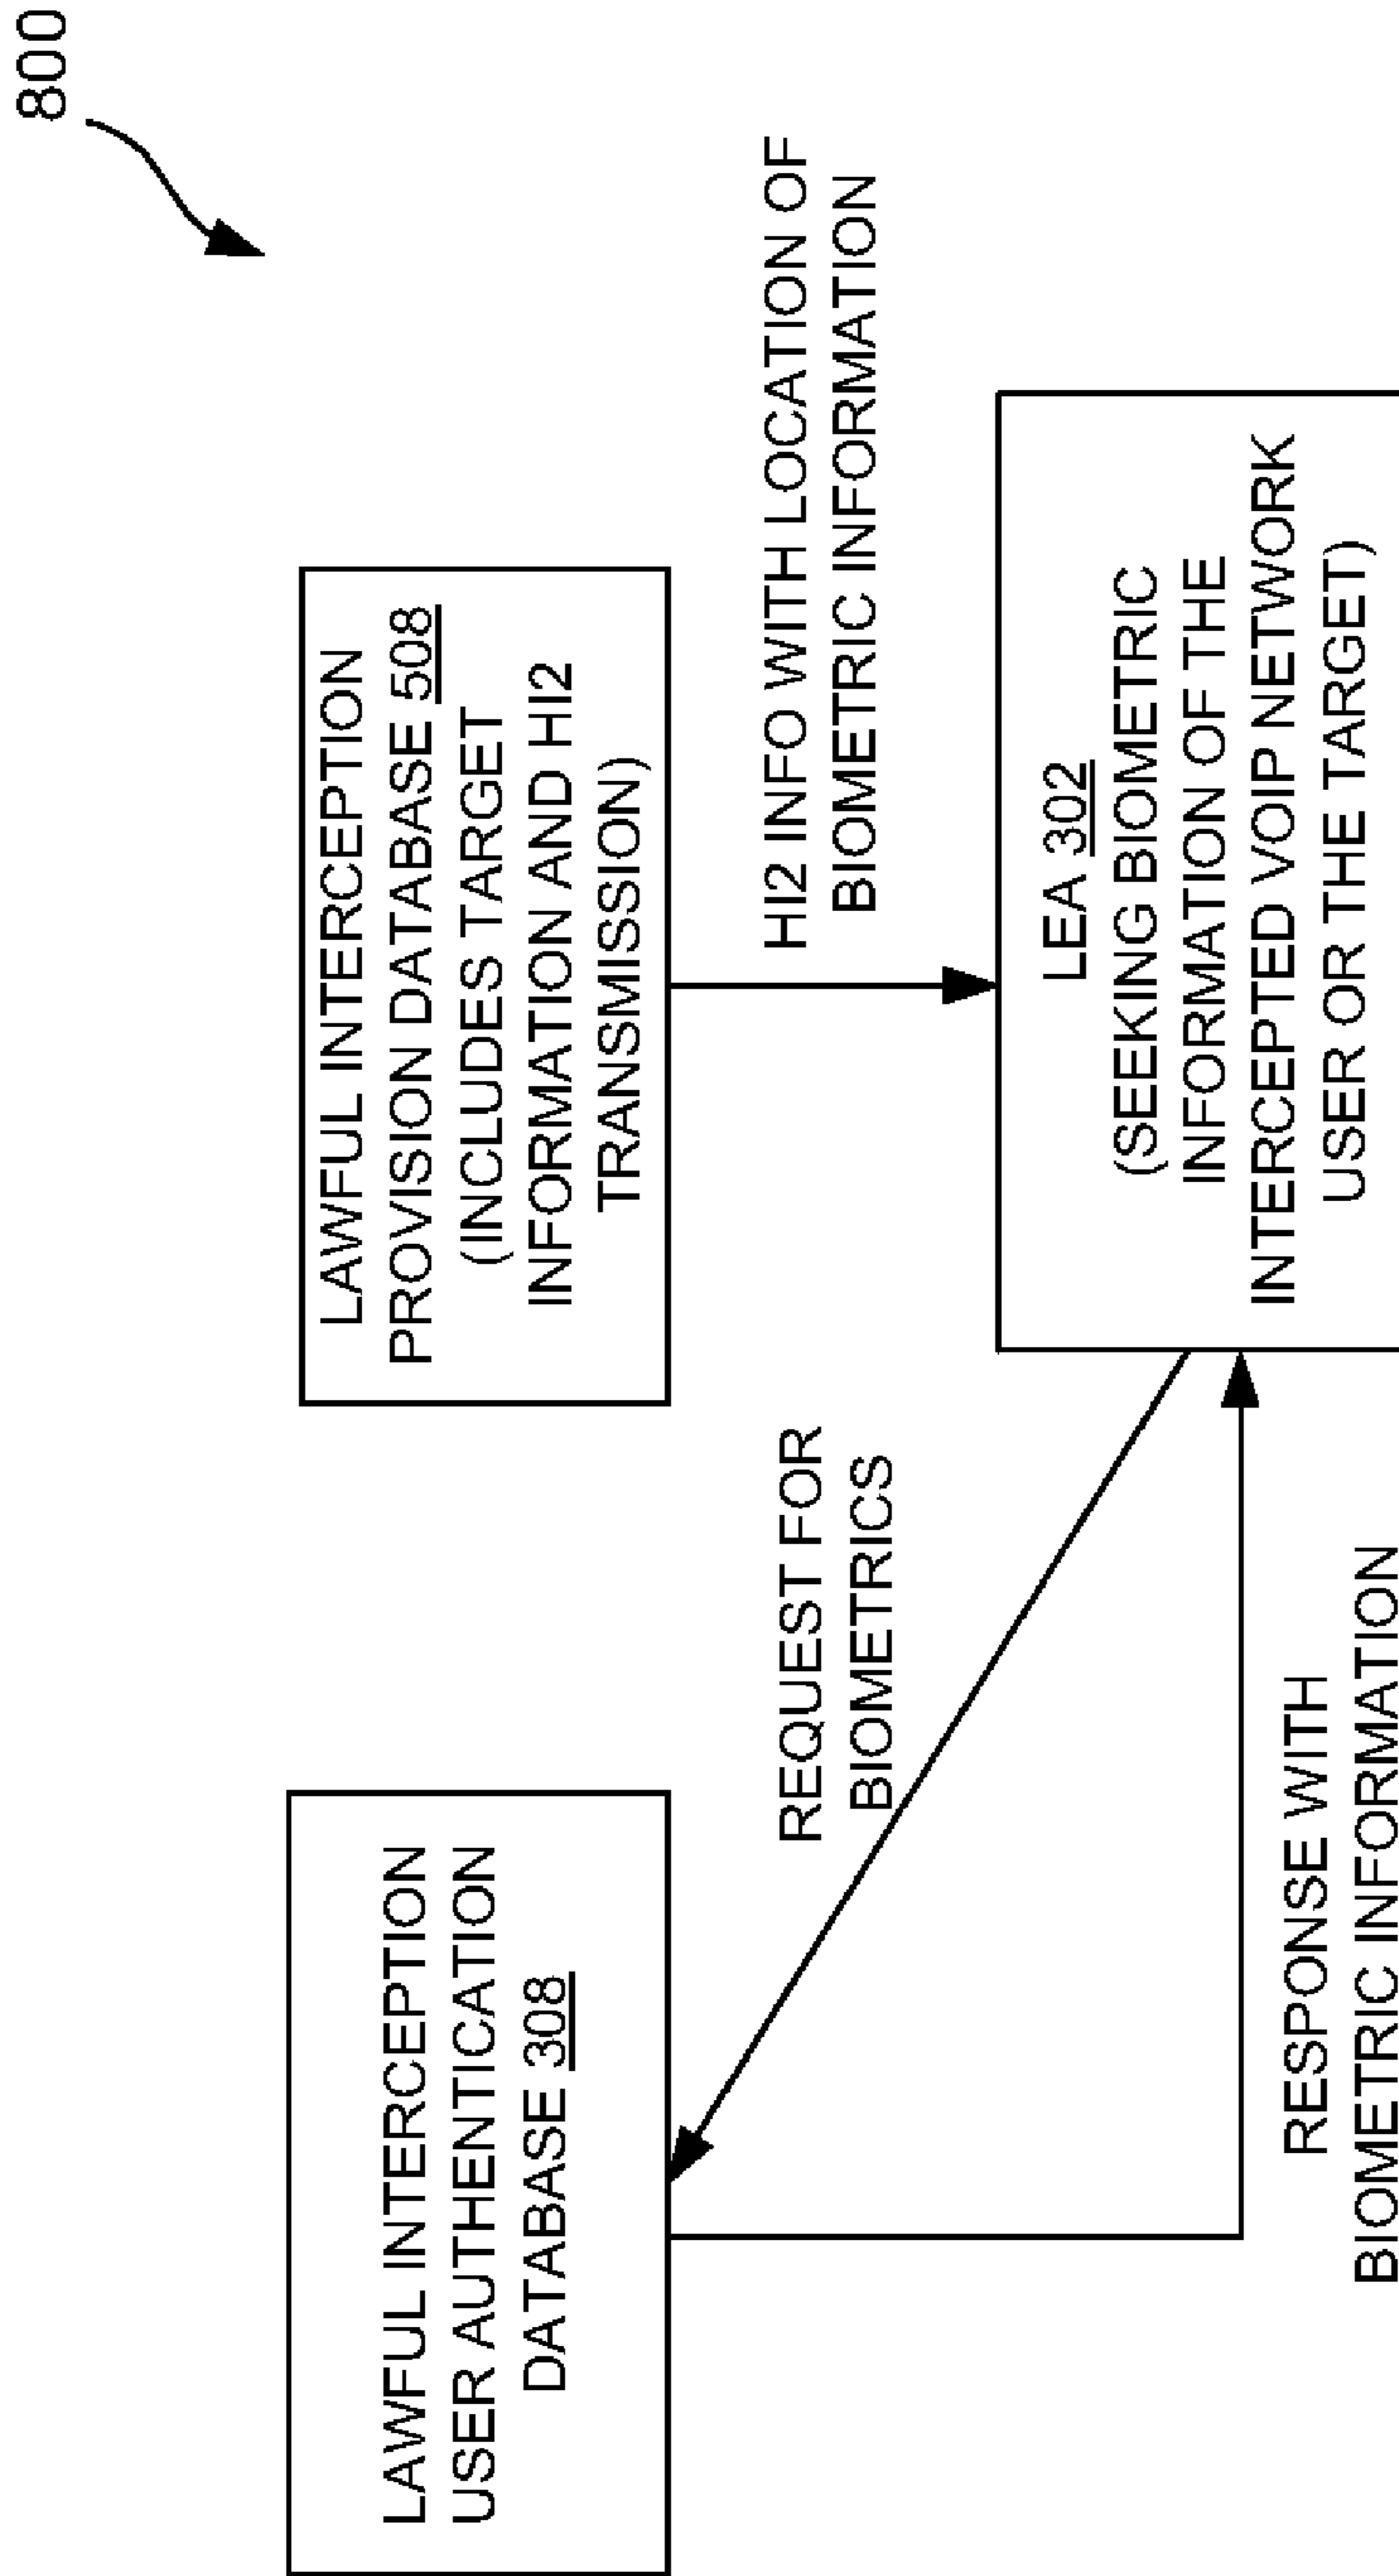 800
LAWFUL INTERCEPTION
USER AUTHENTICATION
DATABASE 308
LAWFUL INTERCEPTION
PROVISION DATABASE 508
(INCLUDES TARGET
INFORMATION AND HI2
TRANSMISSION)
REQUEST FOR
BIOMETRICS
HI2 INFO WITH LOCATION OF
BIOMETRIC INFORMATION
LEA 302
(SEEKING BIOMETRIC
INFORMATION OF THE
INTERCEPTED VOIP NETWORK
USER OR THE TARGET)
RESPONSE WITH
BIOMETRIC INFORMATION